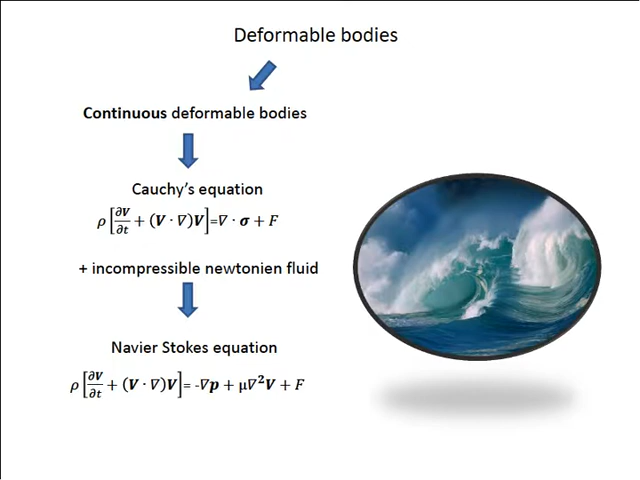 Deformable bodies
Continuous deformable bodies
Cauchy’s equation
ρ [∂V/∂t + (V · ∇)V]=∇ · σ + F
+ incompressible newtonien fluid
Navier Stokes equation
ρ [∂V/∂t + (V · ∇)V]= -∇p + μ∇²V + F